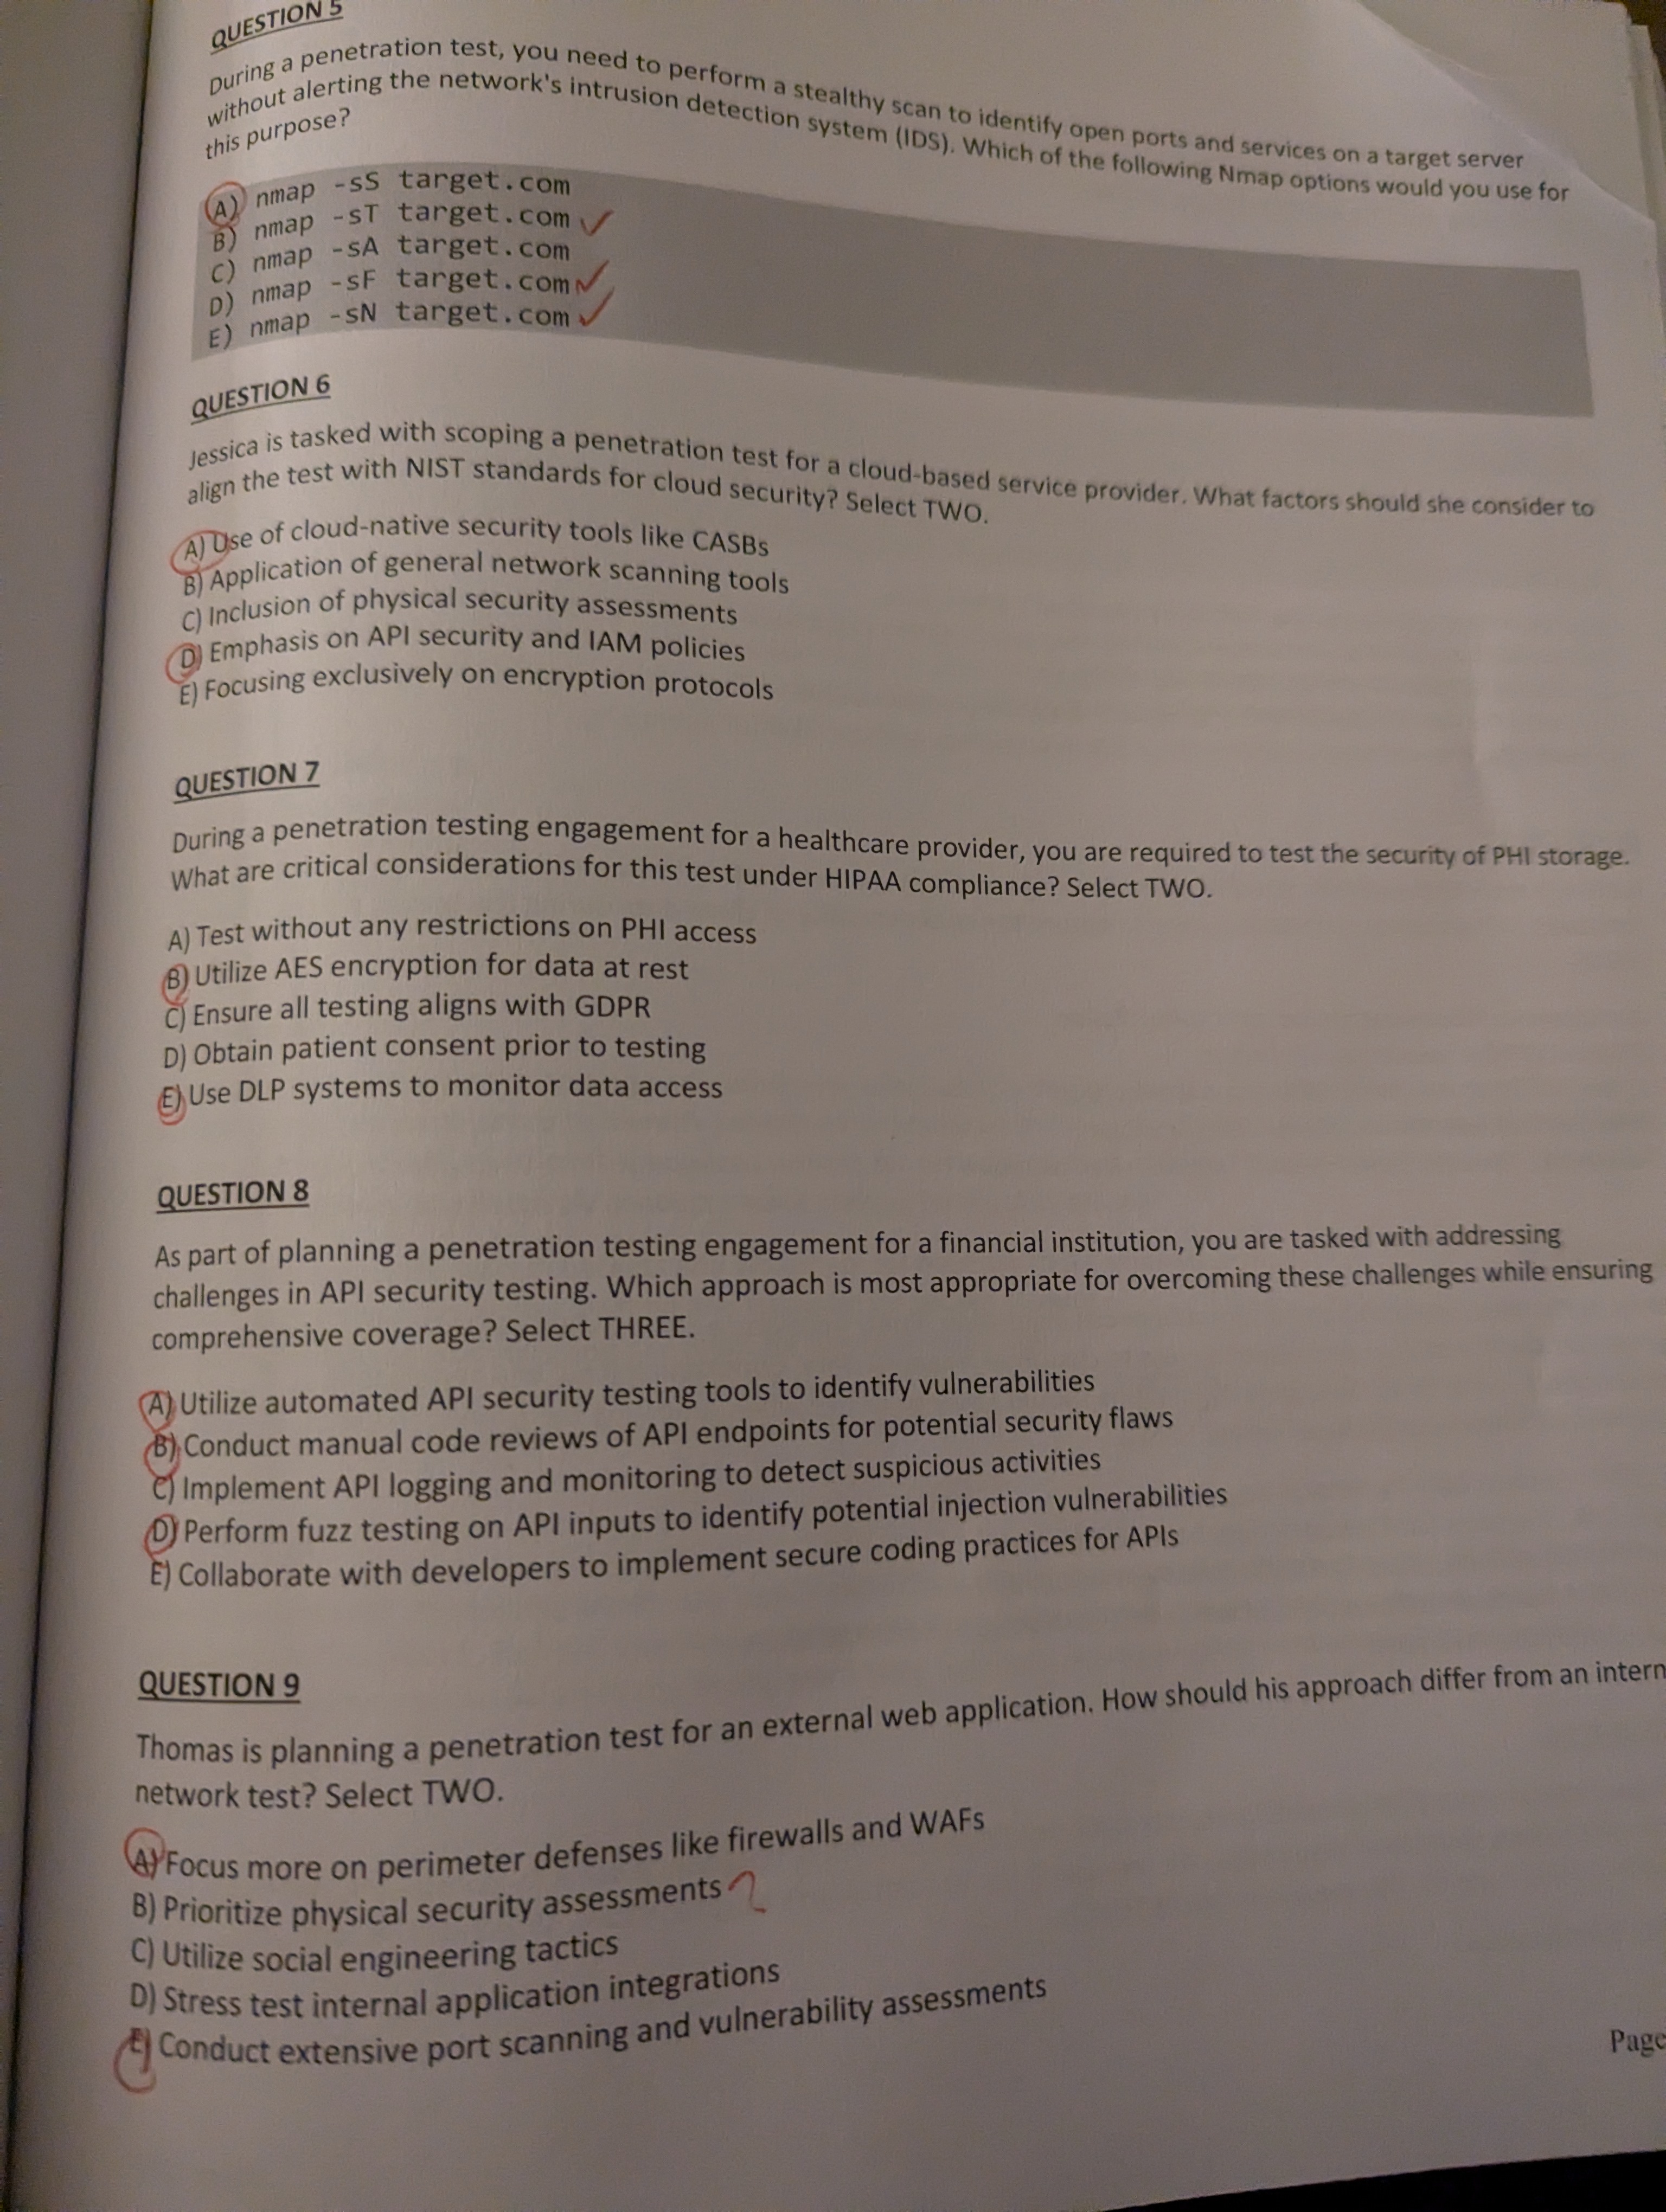 QUESTION 5
During a penetration test, you need to perform a stealthy scan to identify open ports and services on a target server
without alerting the network's intrusion detection system (IDS). Which of the following Nmap options would you use for
this purpose?
A) nmap -sS target.com
B) nmap -sT target.com
C) nmap -sA target.com
D) nmap -sF target.com
E) nmap -sN target.com
QUESTION 6
Jessica is tasked with scoping a penetration test for a cloud-based service provider. What factors should she consider to
align the test with NIST standards for cloud security? Select TWO.
A) Use of cloud-native security tools like CASBs
B) Application of general network scanning tools
C) Inclusion of physical security assessments
D) Emphasis on API security and IAM policies
E) Focusing exclusively on encryption protocols
QUESTION 7
During a penetration testing engagement for a healthcare provider, you are required to test the security of PHI storage.
What are critical considerations for this test under HIPAA compliance? Select TWO.
A) Test without any restrictions on PHI access
B) Utilize AES encryption for data at rest
C) Ensure all testing aligns with GDPR
D) Obtain patient consent prior to testing
E) Use DLP systems to monitor data access
QUESTION 8
As part of planning a penetration testing engagement for a financial institution, you are tasked with addressing
challenges in API security testing. Which approach is most appropriate for overcoming these challenges while ensuring
comprehensive coverage? Select THREE.
A) Utilize automated API security testing tools to identify vulnerabilities
B) Conduct manual code reviews of API endpoints for potential security flaws
C) Implement API logging and monitoring to detect suspicious activities
D) Perform fuzz testing on API inputs to identify potential injection vulnerabilities
E) Collaborate with developers to implement secure coding practices for APIs
QUESTION 9
Thomas is planning a penetration test for an external web application. How should his approach differ from an intern
network test? Select TWO.
A) Focus more on perimeter defenses like firewalls and WAFs
B) Prioritize physical security assessments ?
C) Utilize social engineering tactics
D) Stress test internal application integrations
E) Conduct extensive port scanning and vulnerability assessments
Page